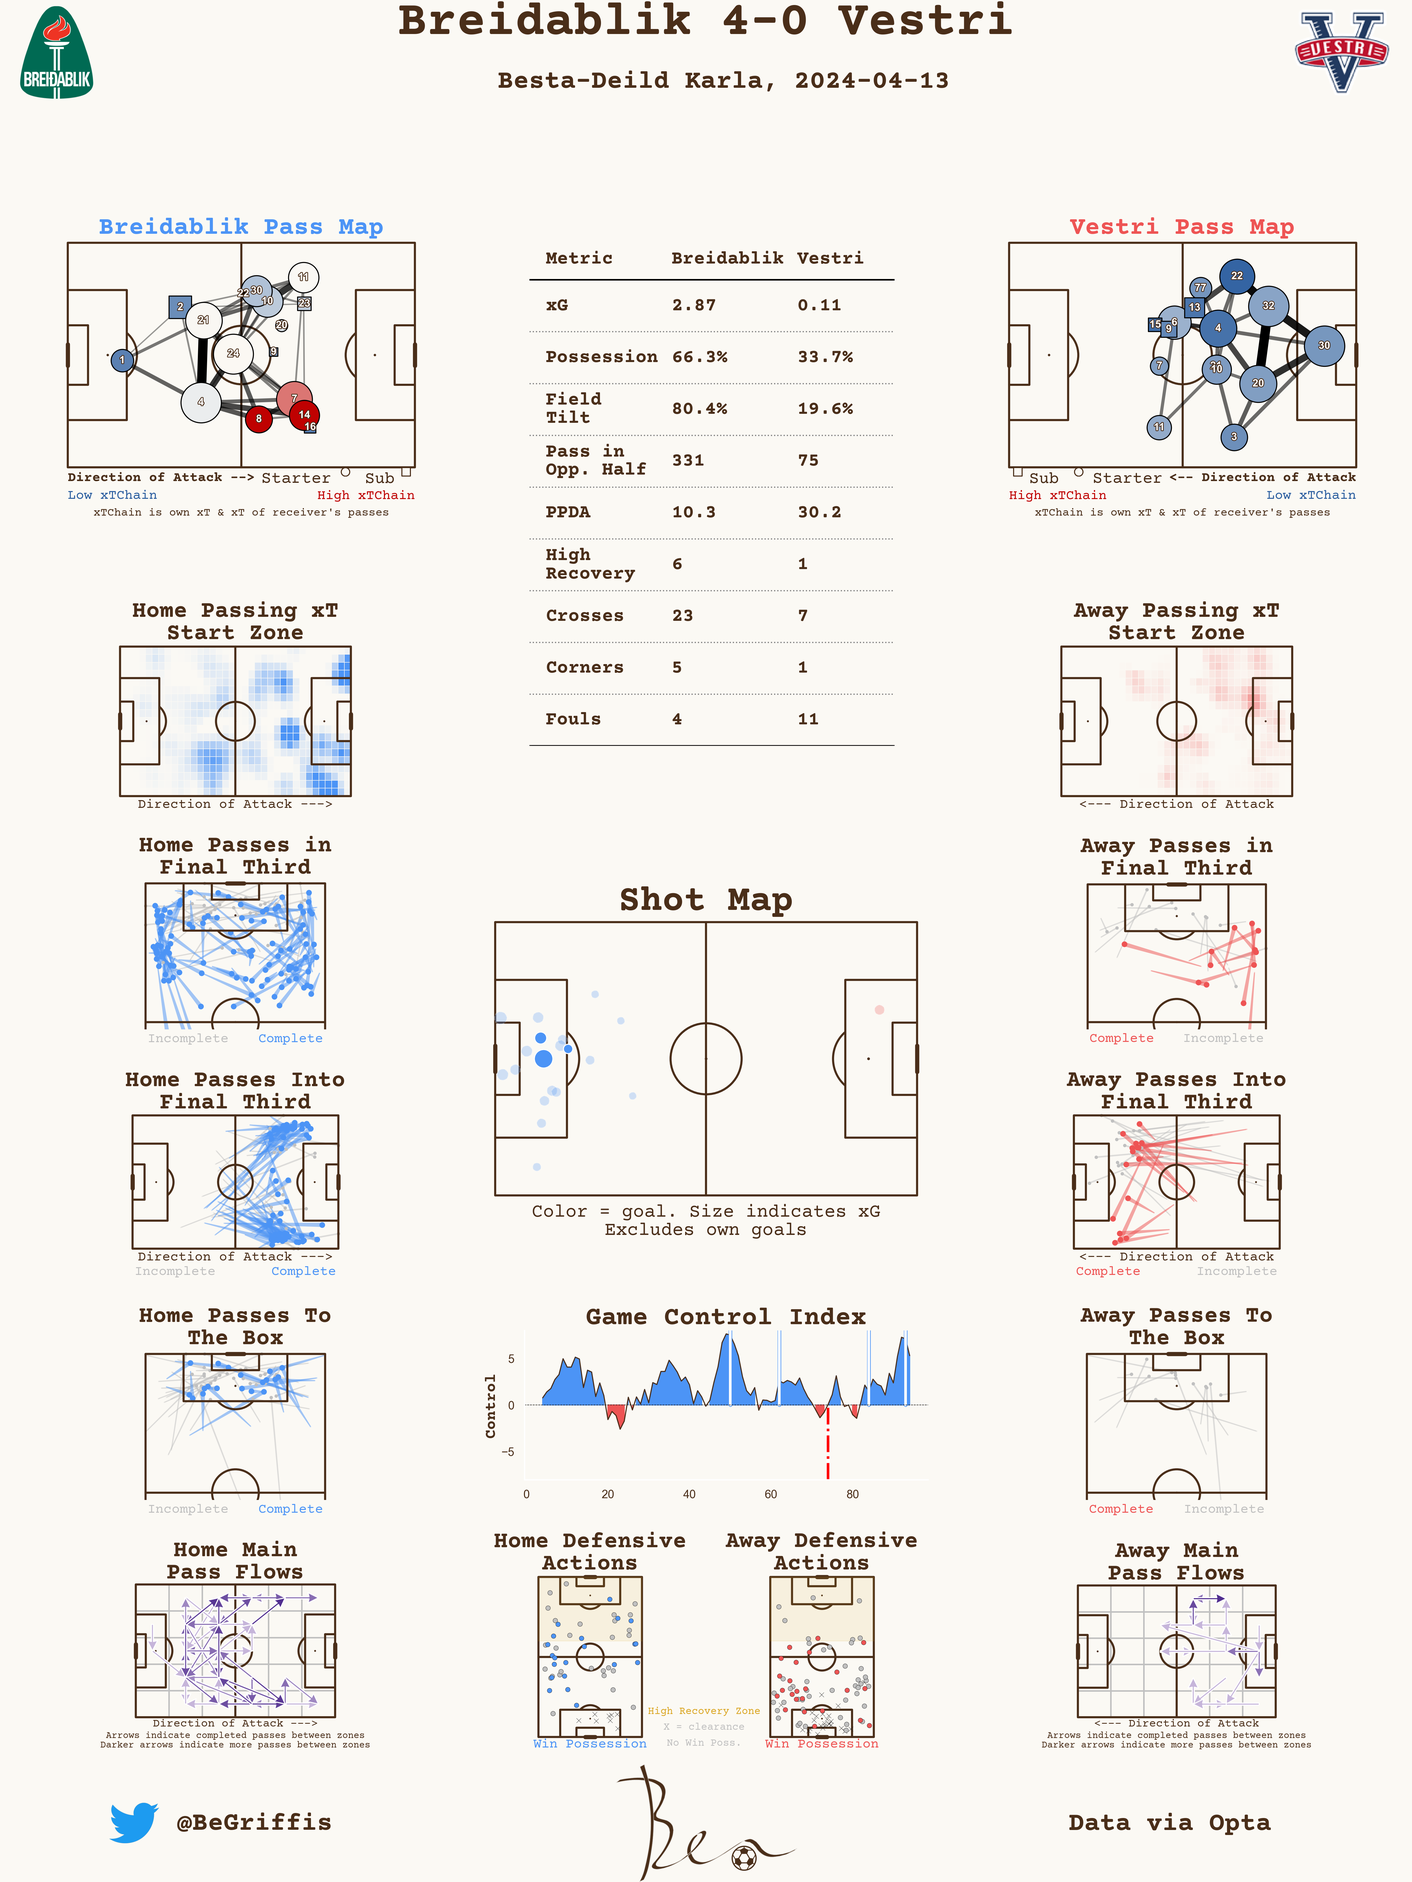 Breidablik 4-0 Vestri
Besta-Deild Karla, 2024-04-13
BREIÐABLIK
VESTRI
Breidablik Pass Map
11
22
30
10
23
2
21
20
24
9
1
4
7
8
14
16
Direction of Attack --> Starter Sub
Low xTChain High xTChain
xTChain is own xT & xT of receiver's passes
Metric Breidablik Vestri
xG 2.87 0.11
Possession 66.3% 33.7%
Field
Tilt 80.4% 19.6%
Pass in
Opp. Half 331 75
PPDA 10.3 30.2
High
Recovery 6 1
Crosses 23 7
Corners 5 1
Fouls 4 11
Vestri Pass Map
22
77
13
32
15
9
6
4
30
7
10
20
11
3
Sub Starter <-- Direction of Attack
High xTChain Low xTChain
xTChain is own xT & xT of receiver's passes
Home Passing xT
Start Zone
Direction of Attack --->
Away Passing xT
Start Zone
<--- Direction of Attack
Home Passes in
Final Third
Incomplete Complete
Shot Map
Color = goal. Size indicates xG
Excludes own goals
Away Passes in
Final Third
Complete Incomplete
Home Passes Into
Final Third
Direction of Attack --->
Incomplete Complete
Away Passes Into
Final Third
<--- Direction of Attack
Complete Incomplete
Home Passes To
The Box
Incomplete Complete
Game Control Index
Control
5
0
−5
0 20 40 60 80
Away Passes To
The Box
Complete Incomplete
Home Main
Pass Flows
Direction of Attack --->
Arrows indicate completed passes between zones
Darker arrows indicate more passes between zones
Home Defensive
Actions
Win Possession
High Recovery Zone
X = clearance
No Win Poss.
Away Defensive
Actions
Win Possession
Away Main
Pass Flows
<--- Direction of Attack
Arrows indicate completed passes between zones
Darker arrows indicate more passes between zones
@BeGriffis
Ben
Data via Opta